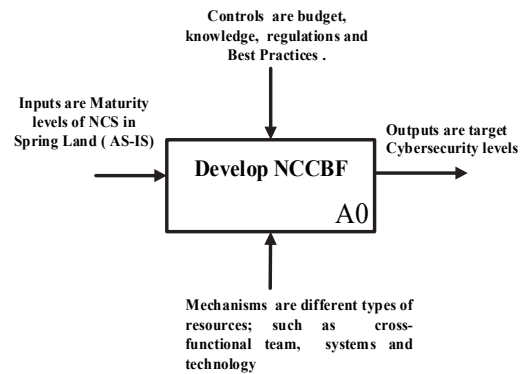 Controls are budget,
knowledge, regulations and
Best Practices .
Inputs are Maturity
levels of NCS in
Spring Land ( AS-IS)
Outputs are target
Cybersecurity levels
Develop NCCBF
A0
Mechanisms are different types of
resources; such as cross-
functional team, systems and
technology